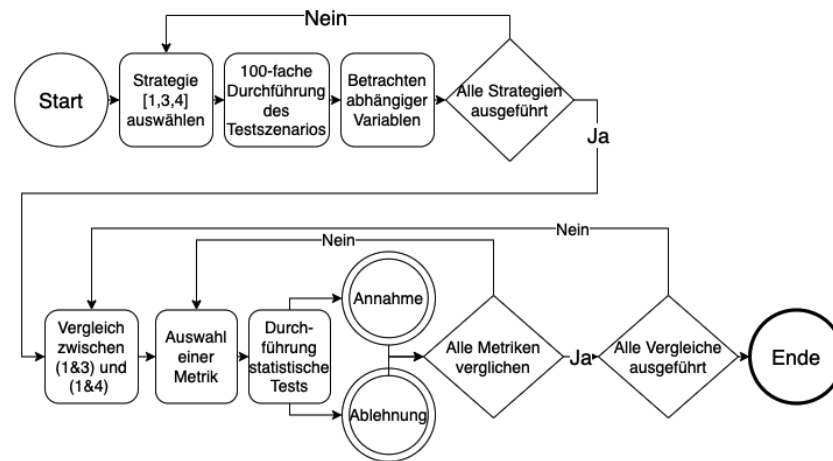 Nein
Start
Strategie
[1,3,4]
auswählen
100-fache
Durchführung
des
Testszenarios
Betrachten
abhängiger
Variablen
Alle Strategien
ausgeführt
Ja
Nein
Nein
Vergleich
zwischen
(1&3) und
(1&4)
Auswahl
einer
Metrik
Durch-
führung
statistische
Tests
Annahme
Ablehnung
Alle Metriken
verglichen
Ja
Alle Vergleiche
ausgeführt
Ende